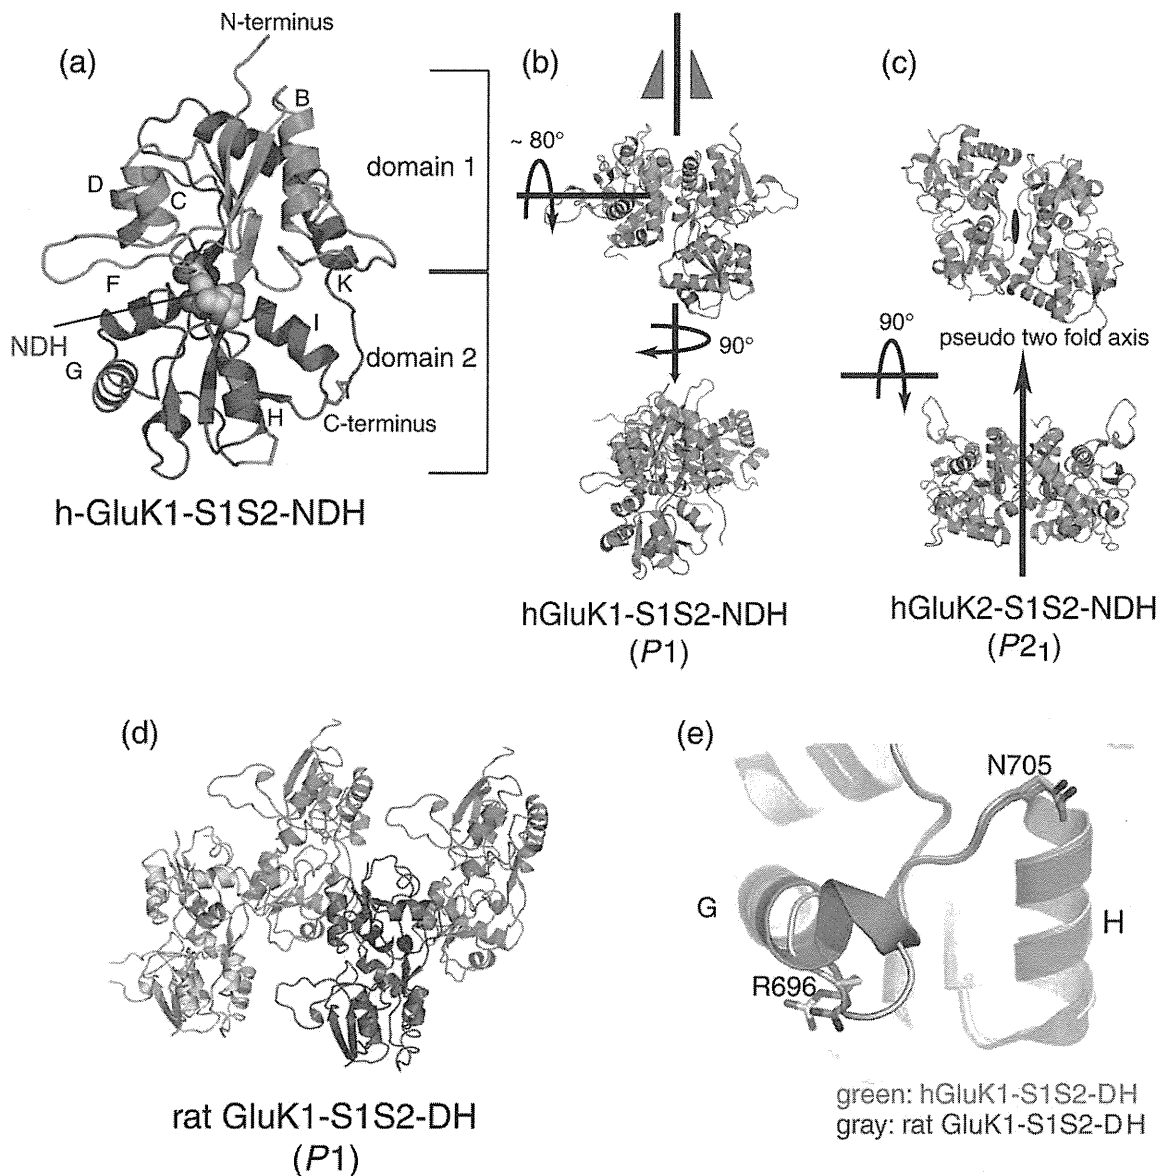 (a)
N-terminus
B
D
C
F
K
NDH
I
G
H
C-terminus
domain 1
domain 2
h-GluK1-S1S2-NDH
(b)
~ 80°
90°
hGluK1-S1S2-NDH
(P1)
(c)
pseudo two fold axis
90°
hGluK2-S1S2-NDH
(P2₁)
(d)
rat GluK1-S1S2-DH
(P1)
(e)
N705
G
H
R696
green: hGluK1-S1S2-DH
gray: rat GluK1-S1S2-DH